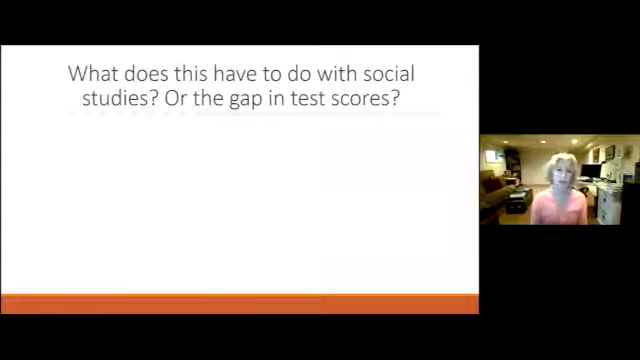 What does this have to do with social
studies? Or the gap in test scores?